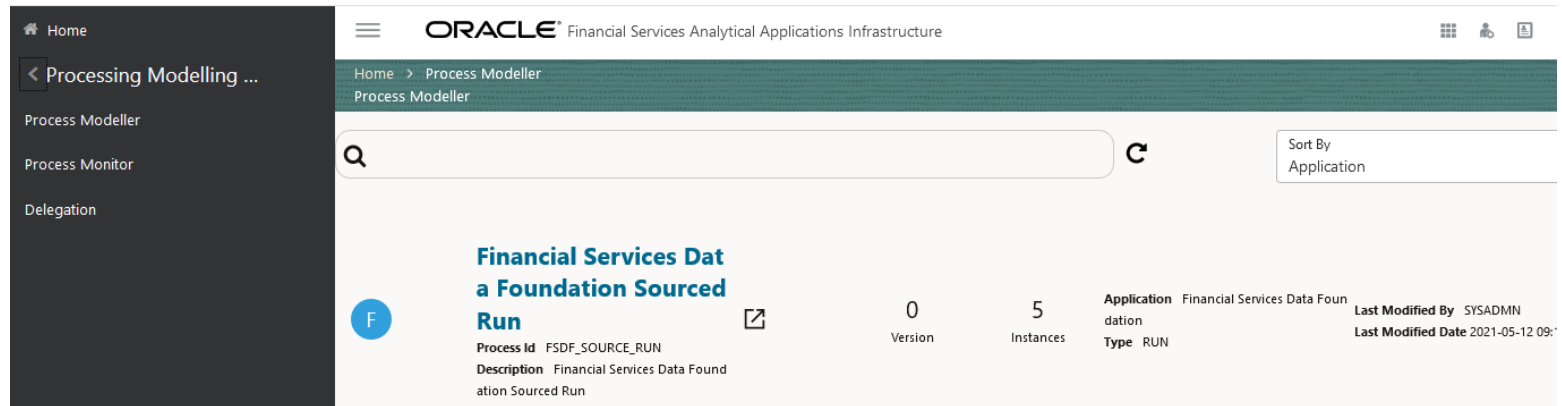 Home
Processing Modelling ...
Process Modeller
Process Monitor
Delegation
ORACLE® Financial Services Analytical Applications Infrastructure
Home > Process Modeller
Process Modeller
Sort By
Application
F
Financial Services Dat
a Foundation Sourced
Run
Process Id FSDF_SOURCE_RUN
Description Financial Services Data Found
ation Sourced Run
0
Version
5
Instances
Application Financial Services Data Foun
dation
Type RUN
Last Modified By SYSADMN
Last Modified Date 2021-05-12 09: